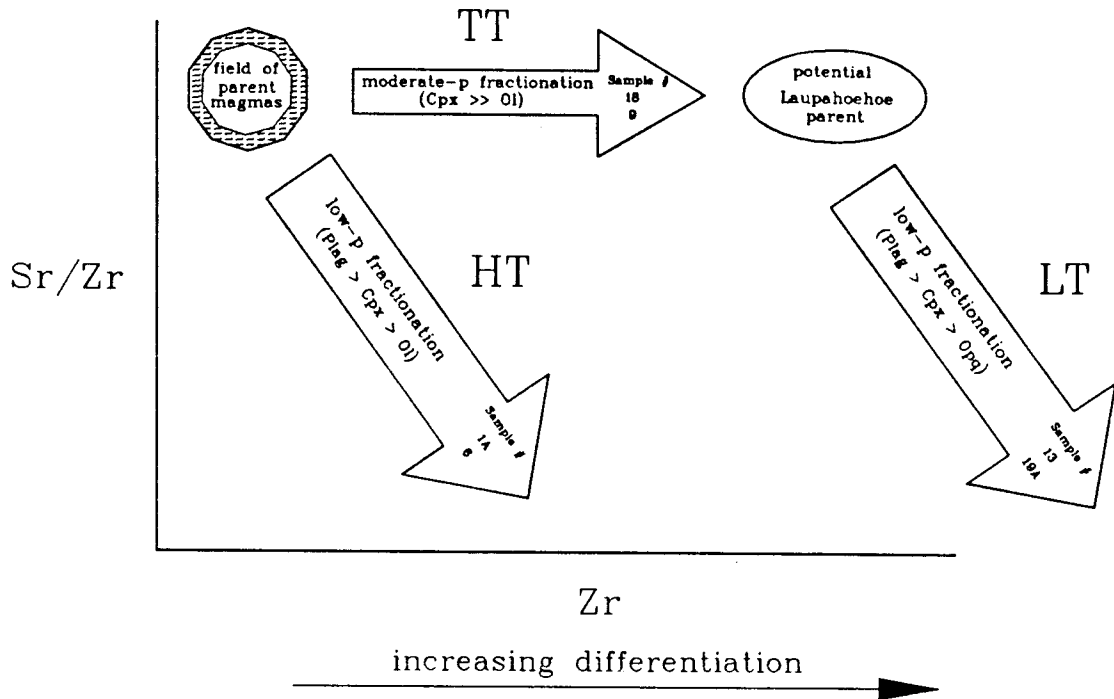 TT
field of
parent
magmas
moderate-p fractionation
(Cpx >> Ol)
Sample #
18
9
potential
Laupahoehoe
parent
low-p fractionation
(Plag > Cpx > Ol)
HT
Sample #
1A
6
low-p fractionation
(Plag > Cpx > Opq)
LT
Sample #
13
19A
Sr/Zr
Zr
increasing differentiation